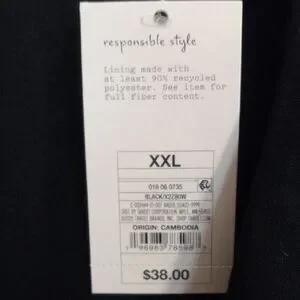 responsible style
Lining made with
at least 90% recycled
polyester. See item for
full fiber content.
XXL
018 06 0735
BLACK/XZZBOW
ORIGIN: CAMBODIA
$38.00